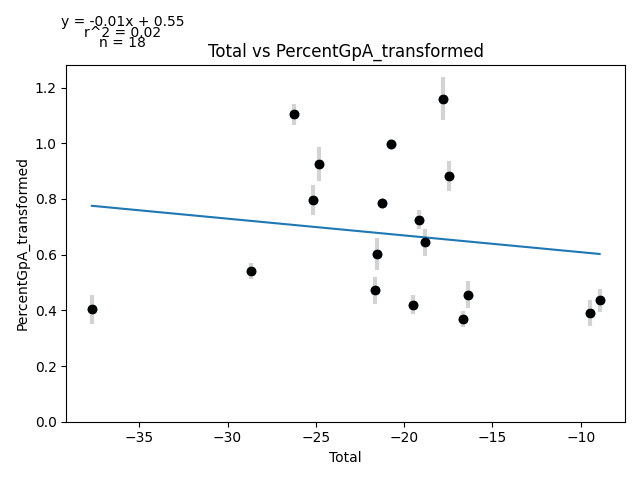 y = -0.01x + 0.55
r^2 = 0.02
n = 18
Total vs PercentGpA_transformed
1.2
1.0
0.8
0.6
0.4
0.2
0.0
PercentGpA_transformed
−35
−30
−25
−20
−15
−10
Total